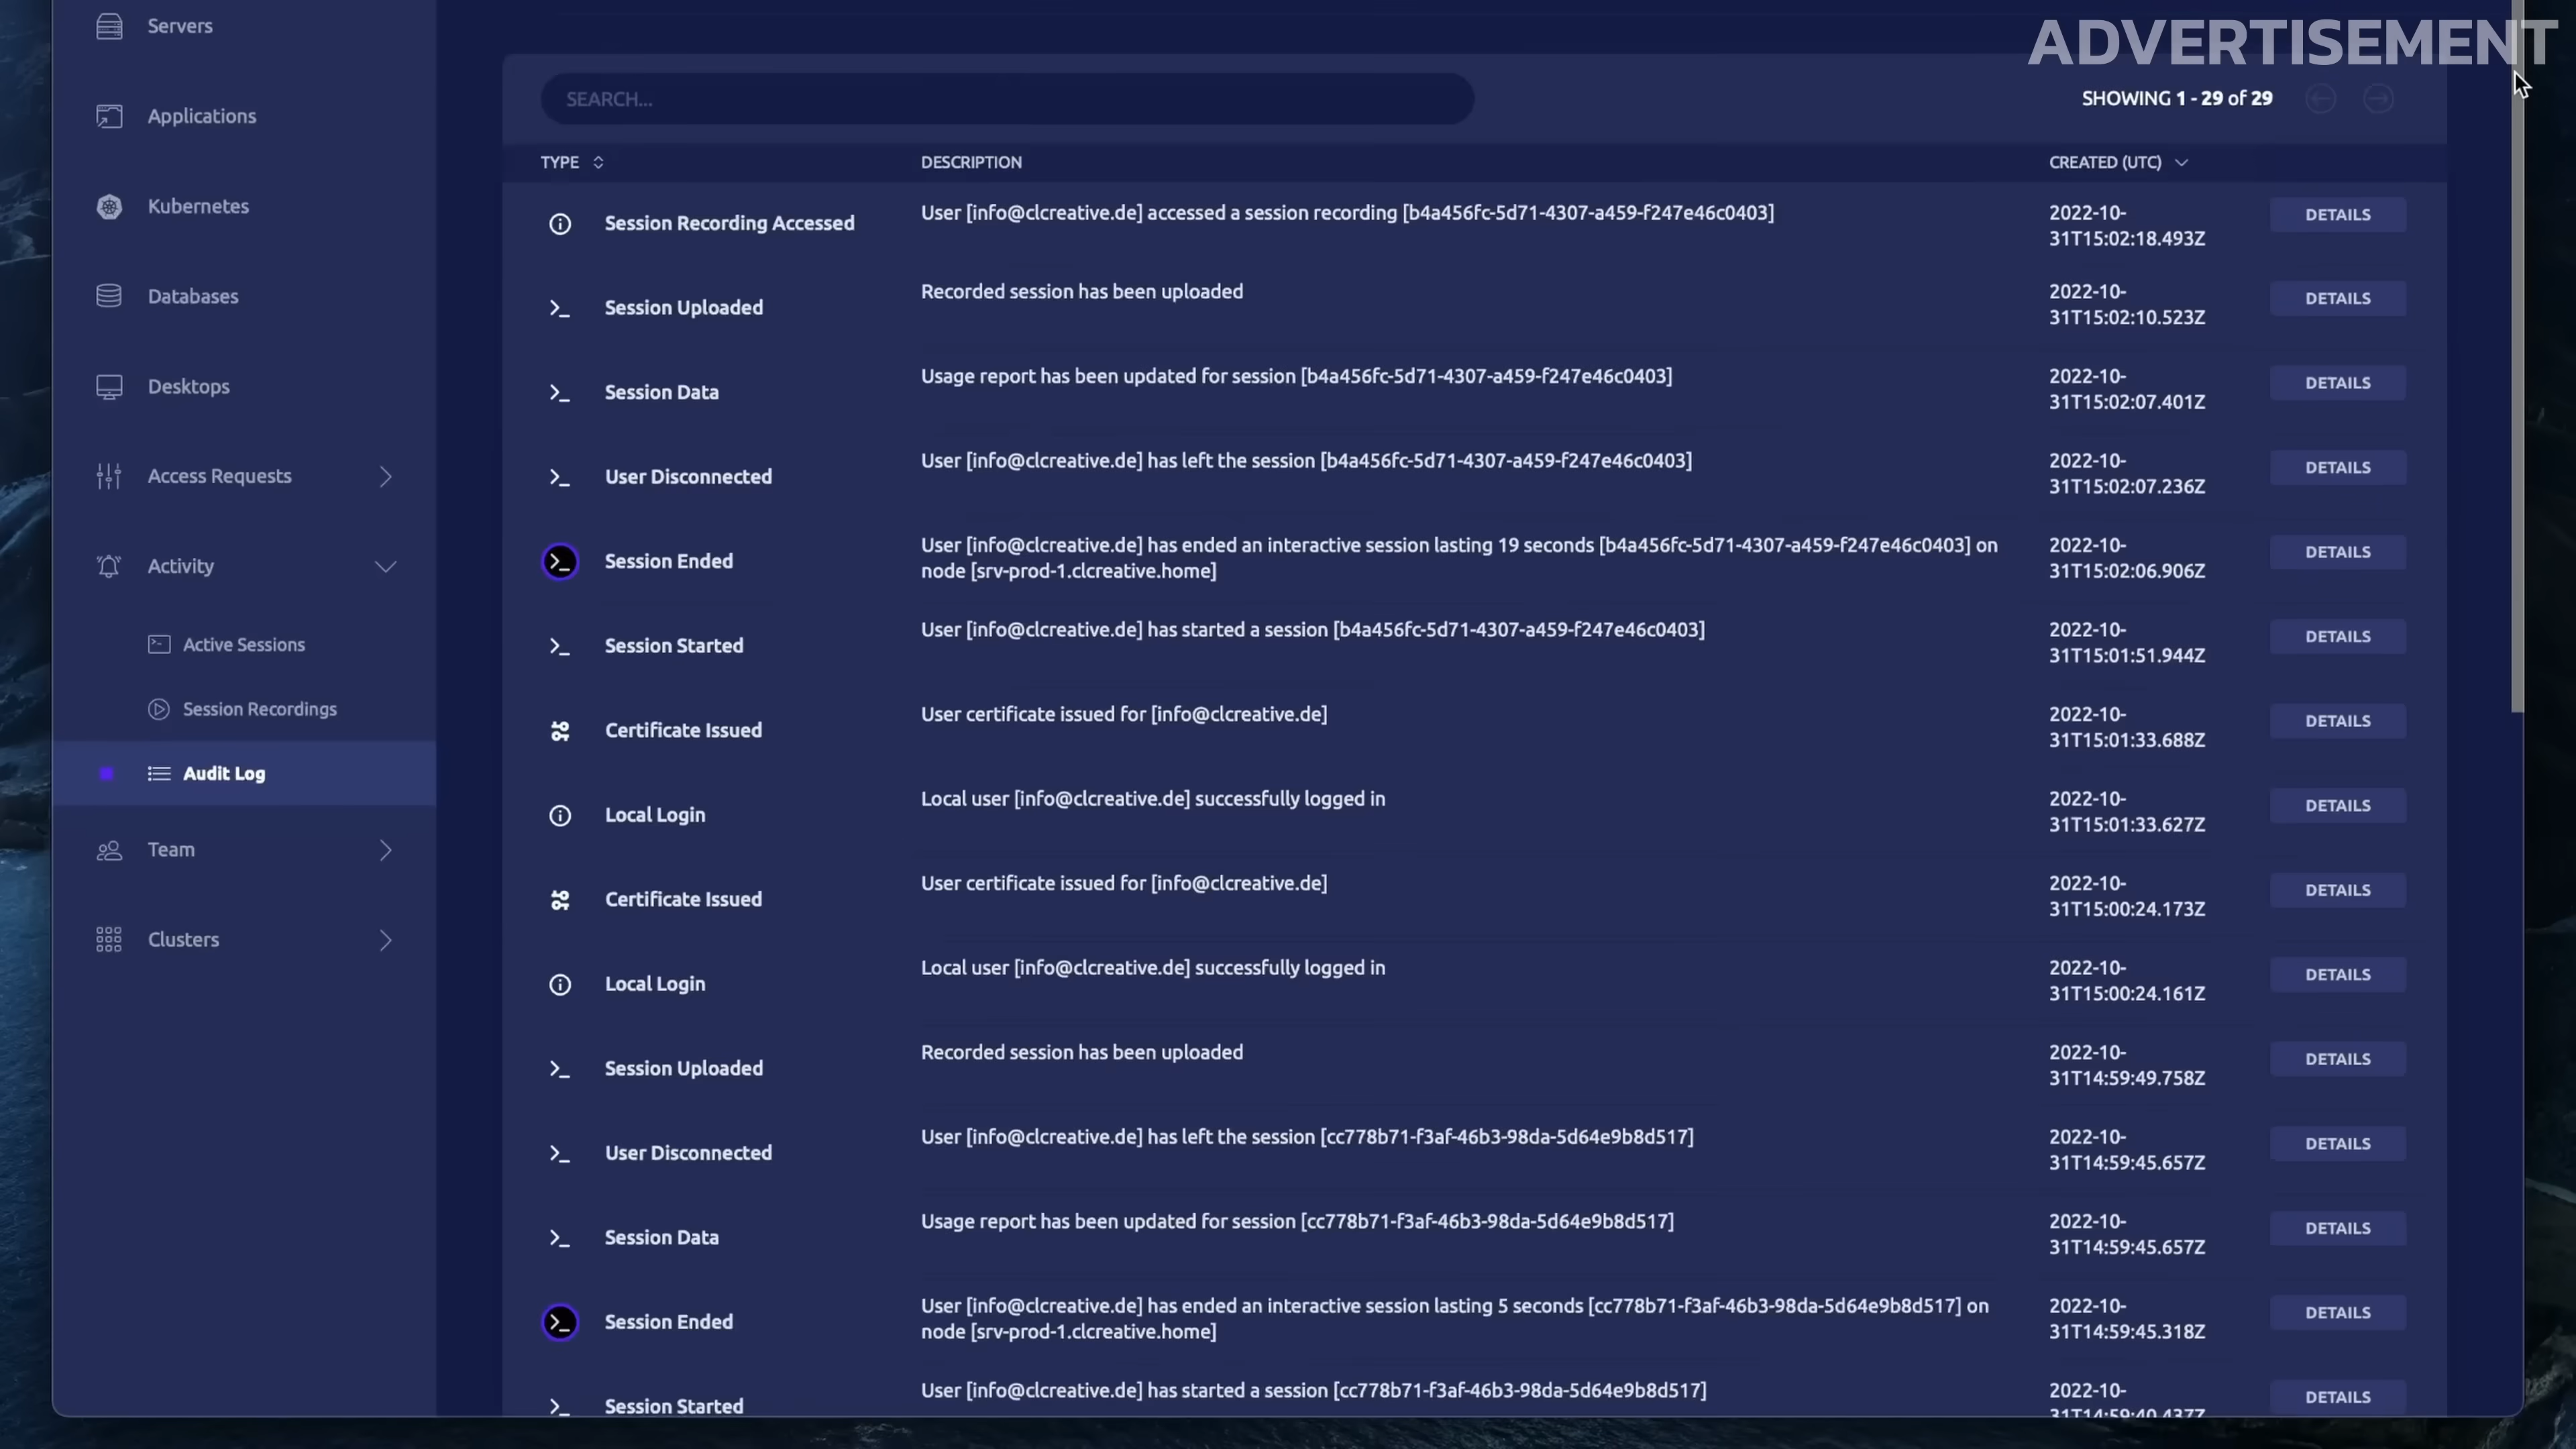 ADVERTISEMENT
Servers
Applications
Kubernetes
Databases
Desktops
Access Requests
Activity
Active Sessions
Session Recordings
Audit Log
Team
Clusters
SEARCH...
SHOWING 1 - 29 of 29
TYPE DESCRIPTION CREATED (UTC)
Session Recording Accessed User [info@clcreative.de] accessed a session recording [b4a456fc-5d71-4307-a459-f247e46c0403] 2022-10- DETAILS
31T15:02:18.493Z
Session Uploaded Recorded session has been uploaded 2022-10- DETAILS
31T15:02:10.523Z
Session Data Usage report has been updated for session [b4a456fc-5d71-4307-a459-f247e46c0403] 2022-10- DETAILS
31T15:02:07.401Z
User Disconnected User [info@clcreative.de] has left the session [b4a456fc-5d71-4307-a459-f247e46c0403] 2022-10- DETAILS
31T15:02:07.236Z
Session Ended User [info@clcreative.de] has ended an interactive session lasting 19 seconds [b4a456fc-5d71-4307-a459-f247e46c0403] on 2022-10- DETAILS
node [srv-prod-1.clcreative.home] 31T15:02:06.906Z
Session Started User [info@clcreative.de] has started a session [b4a456fc-5d71-4307-a459-f247e46c0403] 2022-10- DETAILS
31T15:01:51.944Z
Certificate Issued User certificate issued for [info@clcreative.de] 2022-10- DETAILS
31T15:01:33.688Z
Local Login Local user [info@clcreative.de] successfully logged in 2022-10- DETAILS
31T15:01:33.627Z
Certificate Issued User certificate issued for [info@clcreative.de] 2022-10- DETAILS
31T15:00:24.173Z
Local Login Local user [info@clcreative.de] successfully logged in 2022-10- DETAILS
31T15:00:24.161Z
Session Uploaded Recorded session has been uploaded 2022-10- DETAILS
31T14:59:49.758Z
User Disconnected User [info@clcreative.de] has left the session [cc778b71-f3af-46b3-98da-5d64e9b8d517] 2022-10- DETAILS
31T14:59:45.657Z
Session Data Usage report has been updated for session [cc778b71-f3af-46b3-98da-5d64e9b8d517] 2022-10- DETAILS
31T14:59:45.657Z
Session Ended User [info@clcreative.de] has ended an interactive session lasting 5 seconds [cc778b71-f3af-46b3-98da-5d64e9b8d517] on 2022-10- DETAILS
node [srv-prod-1.clcreative.home] 31T14:59:45.318Z
Session Started User [info@clcreative.de] has started a session [cc778b71-f3af-46b3-98da-5d64e9b8d517] 2022-10- DETAILS
31T14:59:40.437Z